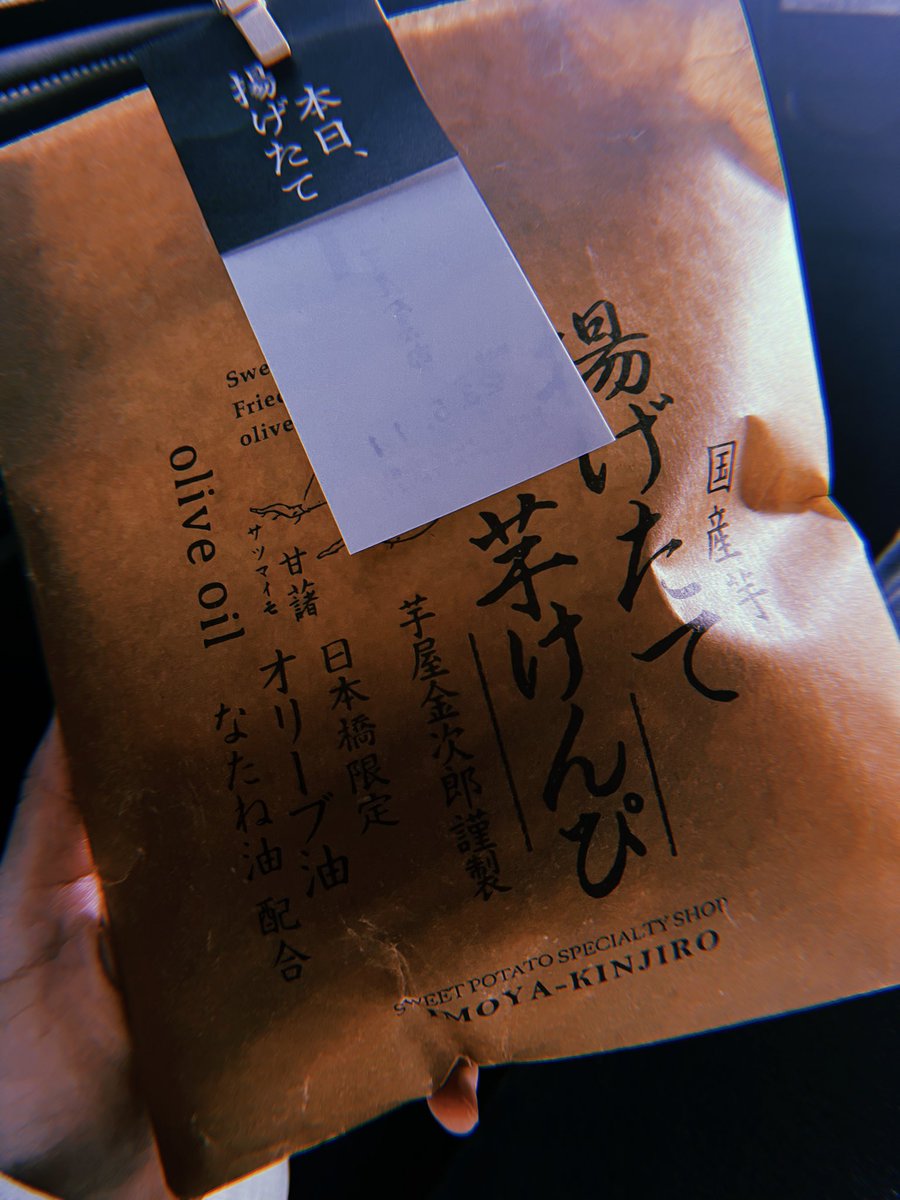 本日、
揚げたて
国産芋
揚げたて
芋けんぴ
芋屋金次郎 謹製
日本橋限定
オリーブ油
なたね油 配合
甘藷
サツマイモ
olive
olive oil
SWEET POTATO SPECIALTY SHOP
IMOYA-KINJIRO